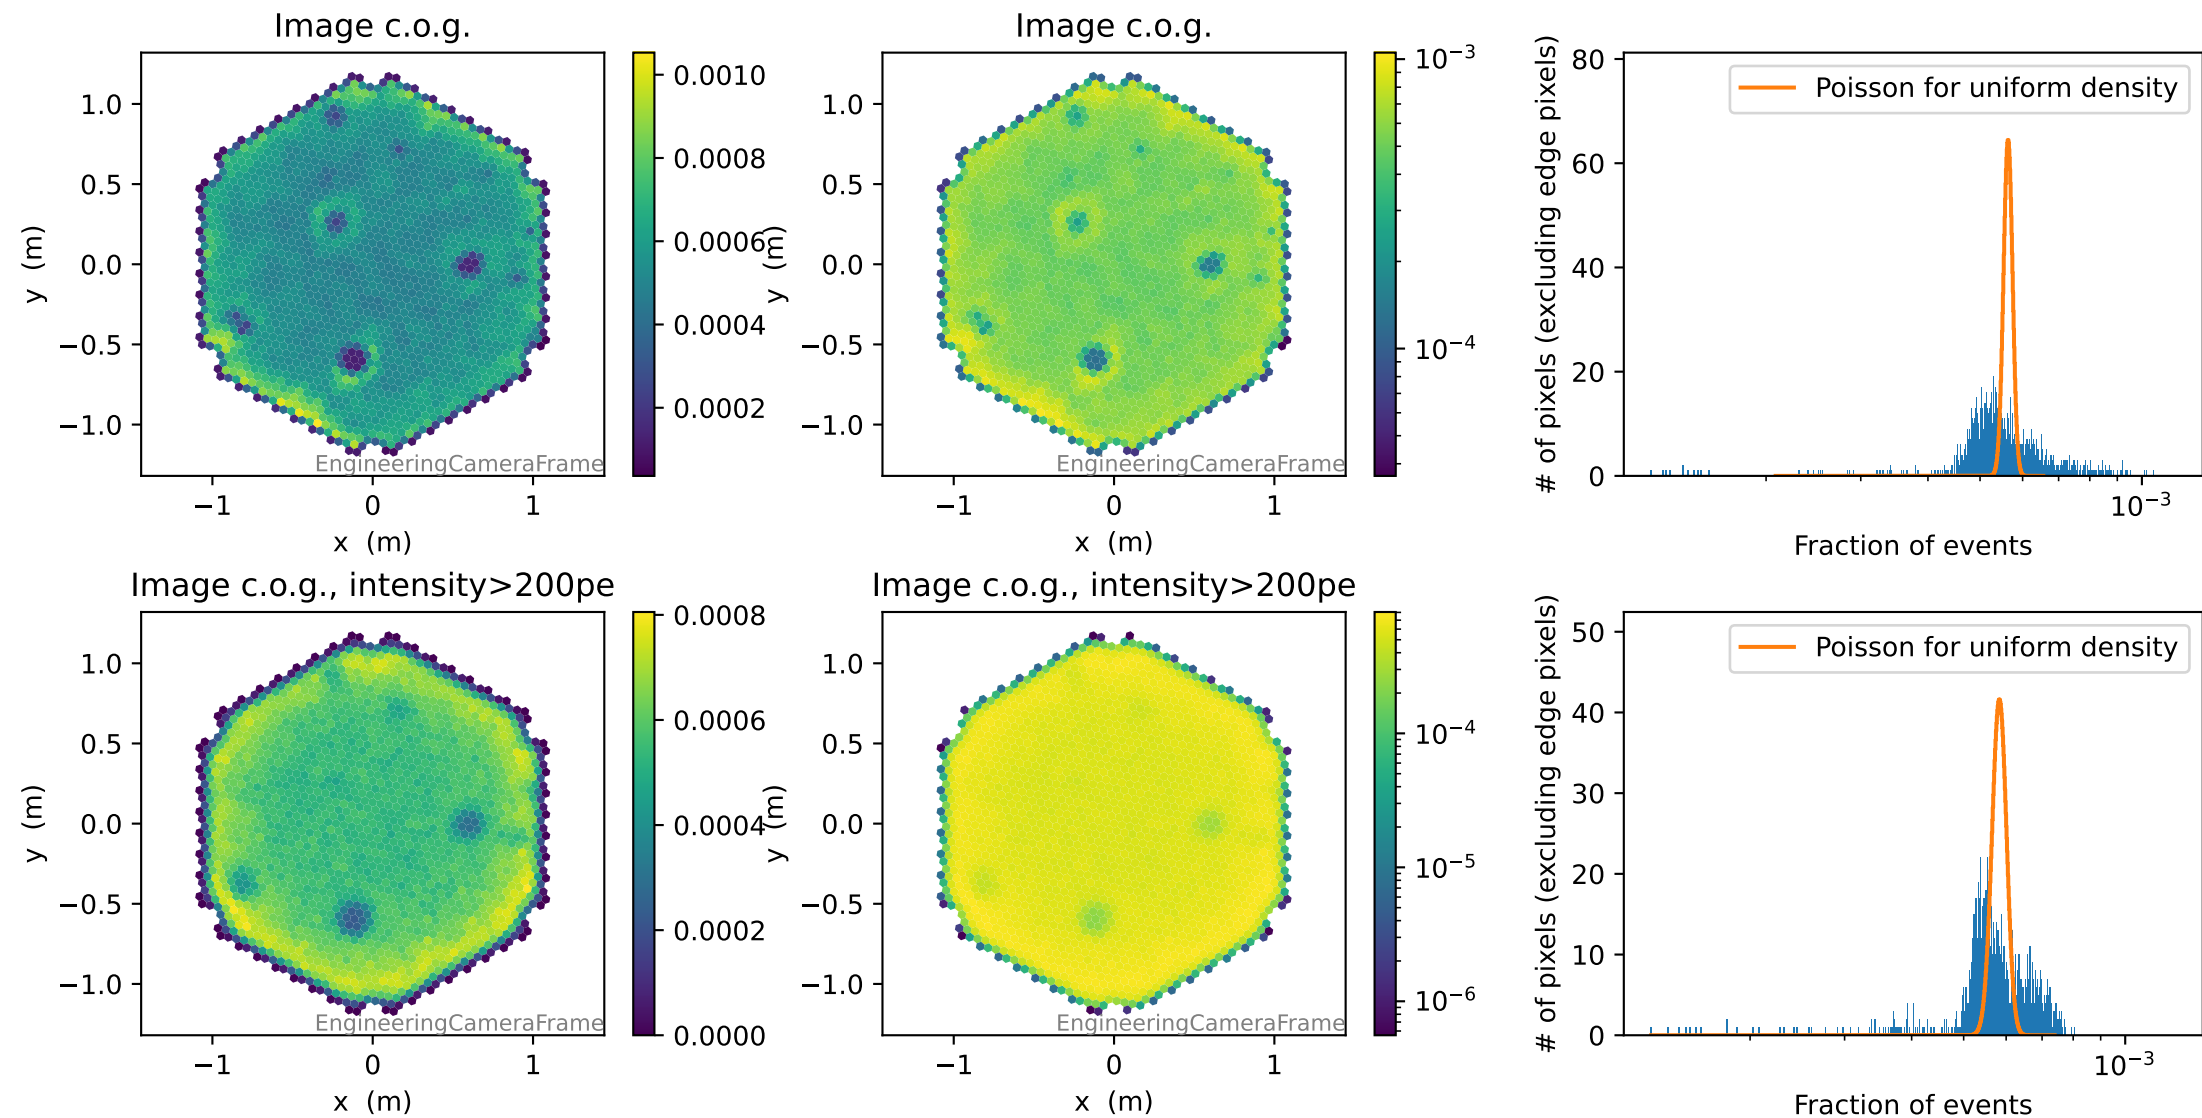 Image c.o.g.
1.0
0.5
0.0
−0.5
−1.0
y (m)
−1
0
1
x (m)
EngineeringCameraFrame
0.0010
0.0008
0.0006
0.0004
0.0002
Image c.o.g.
1.0
0.5
0.0
−0.5
−1.0
y (m)
−1
0
1
x (m)
EngineeringCameraFrame
10⁻³
10⁻⁴
80
60
40
20
0
# of pixels (excluding edge pixels)
Poisson for uniform density
10⁻³
Fraction of events
Image c.o.g., intensity>200pe
1.0
0.5
0.0
−0.5
−1.0
y (m)
−1
0
1
x (m)
EngineeringCameraFrame
0.0008
0.0006
0.0004
0.0002
0.0000
Image c.o.g., intensity>200pe
1.0
0.5
0.0
−0.5
−1.0
y (m)
−1
0
1
x (m)
EngineeringCameraFrame
10⁻⁴
10⁻⁵
10⁻⁶
50
40
30
20
10
0
# of pixels (excluding edge pixels)
Poisson for uniform density
10⁻³
Fraction of events